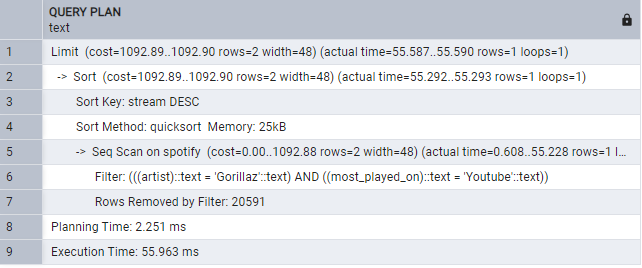 QUERY PLAN
text
1 Limit (cost=1092.89..1092.90 rows=2 width=48) (actual time=55.587..55.590 rows=1 loops=1)
2 -> Sort (cost=1092.89..1092.90 rows=2 width=48) (actual time=55.292..55.293 rows=1 loops=1)
3 Sort Key: stream DESC
4 Sort Method: quicksort Memory: 25kB
5 -> Seq Scan on spotify (cost=0.00..1092.88 rows=2 width=48) (actual time=0.608..55.228 rows=1 l...
6 Filter: (((artist)::text = 'Gorillaz'::text) AND ((most_played_on)::text = 'Youtube'::text))
7 Rows Removed by Filter: 20591
8 Planning Time: 2.251 ms
9 Execution Time: 55.963 ms